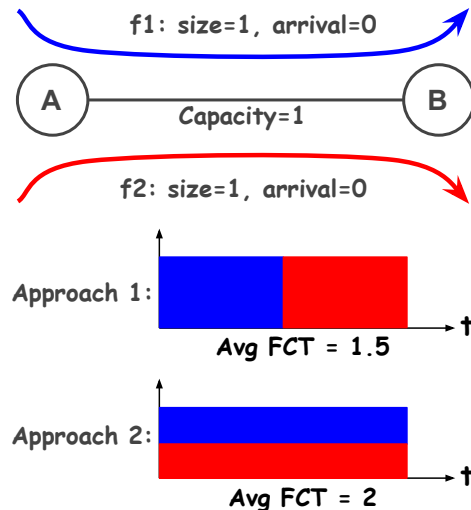 f1: size=1, arrival=0
A
B
Capacity=1
f2: size=1, arrival=0
Approach 1:
t
Avg FCT = 1.5
Approach 2:
t
Avg FCT = 2